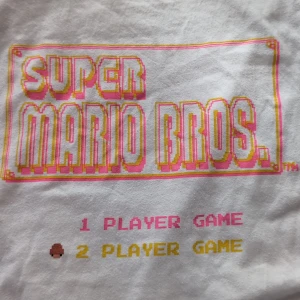 SUPER
MARIO BROS.
TM
1 PLAYER GAME
2 PLAYER GAME